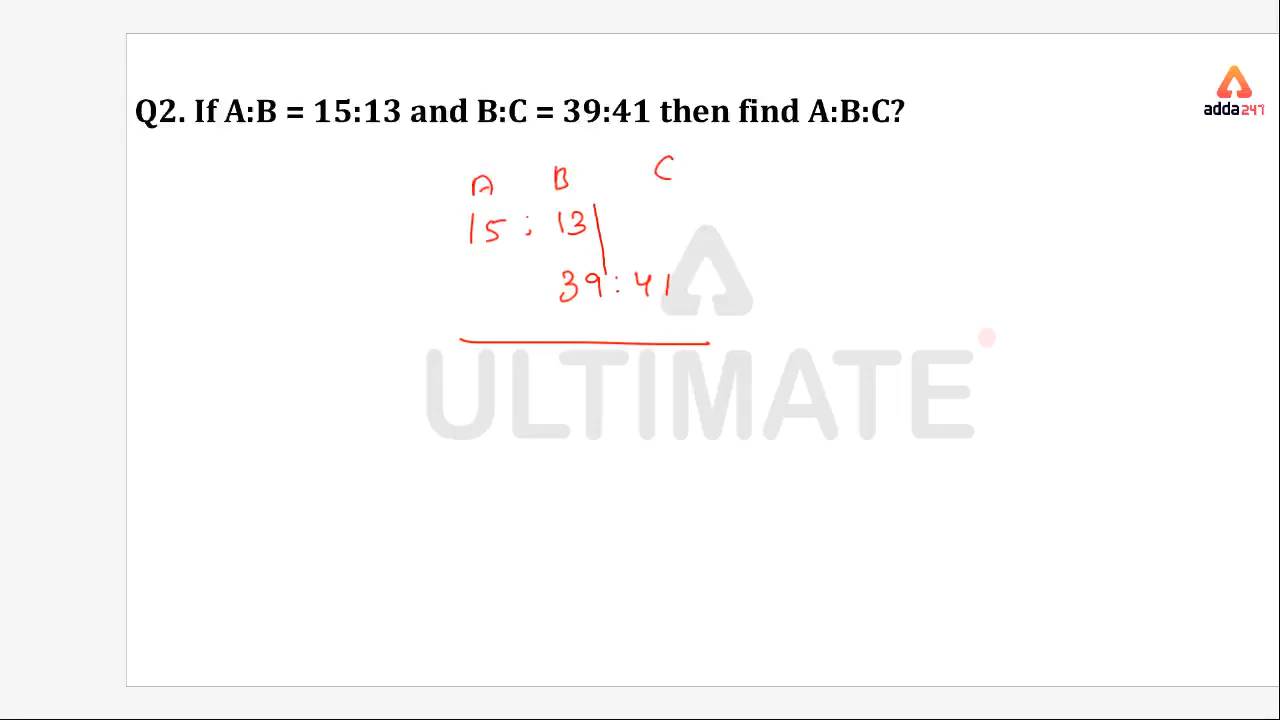 adda247
Q2. If A:B = 15:13 and B:C = 39:41 then find A:B:C?
A B C
15 : 13
39 : 41
ULTIMATE